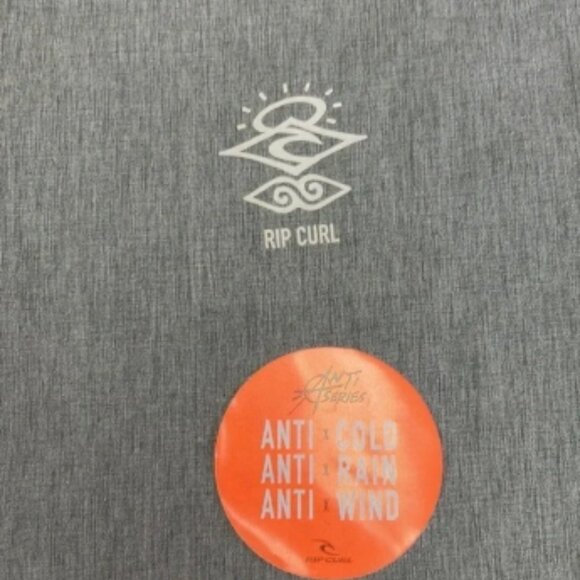 RIP CURL
ANTI
SERIES
ANTI x COLD
ANTI x RAIN
ANTI x WIND
RIP CURL